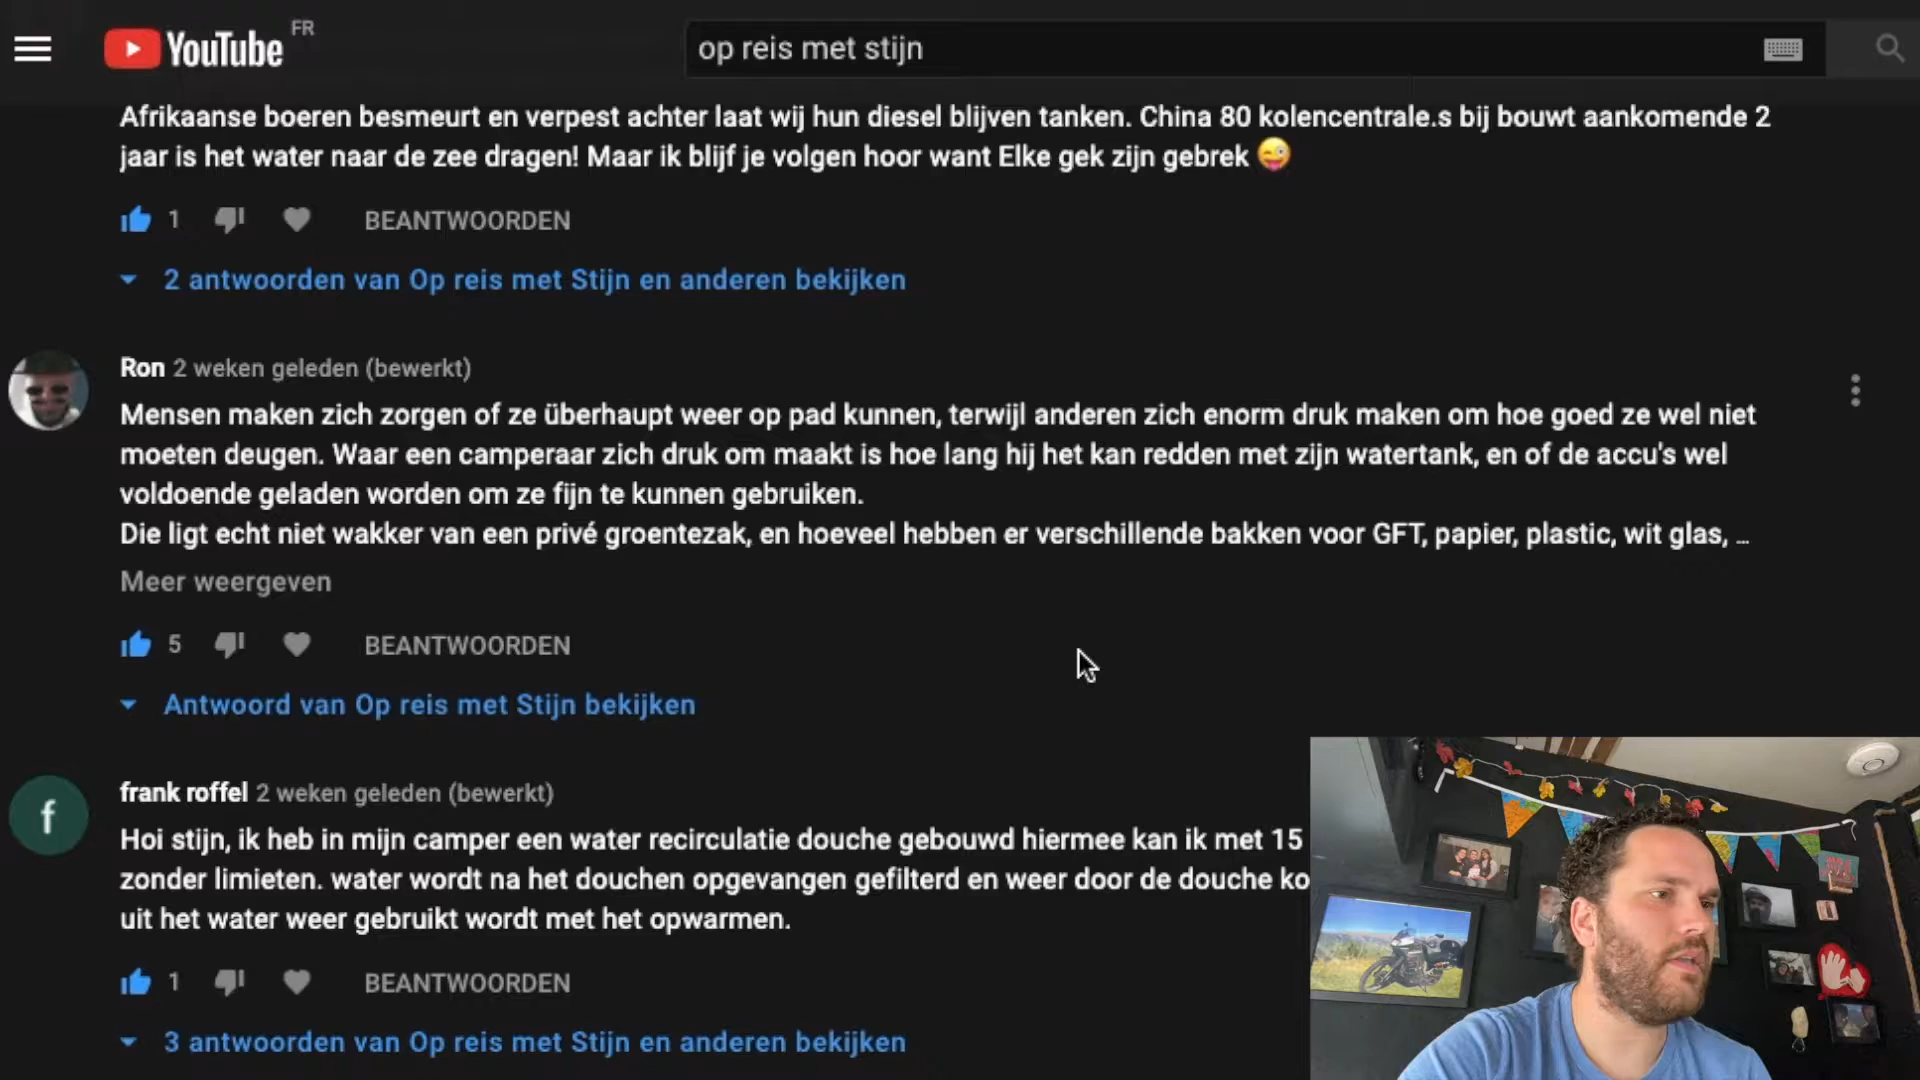 YouTube FR
op reis met stijn
Afrikaanse boeren besmeurt en verpest achter laat wij hun diesel blijven tanken. China 80 kolencentrale.s bij bouwt aankomende 2
jaar is het water naar de zee dragen! Maar ik blijf je volgen hoor want Elke gek zijn gebrek 😜
1 BEANTWOORDEN
2 antwoorden van Op reis met Stijn en anderen bekijken
Ron 2 weken geleden (bewerkt)
Mensen maken zich zorgen of ze überhaupt weer op pad kunnen, terwijl anderen zich enorm druk maken om hoe goed ze wel niet
moeten deugen. Waar een camperaar zich druk om maakt is hoe lang hij het kan redden met zijn watertank, en of de accu's wel
voldoende geladen worden om ze fijn te kunnen gebruiken.
Die ligt echt niet wakker van een privé groentezak, en hoeveel hebben er verschillende bakken voor GFT, papier, plastic, wit glas, ...
Meer weergeven
5 BEANTWOORDEN
Antwoord van Op reis met Stijn bekijken
f
frank roffel 2 weken geleden (bewerkt)
Hoi stijn, ik heb in mijn camper een water recirculatie douche gebouwd hiermee kan ik met 15
zonder limieten. water wordt na het douchen opgevangen gefilterd en weer door de douche ko
uit het water weer gebruikt wordt met het opwarmen.
1 BEANTWOORDEN
3 antwoorden van Op reis met Stijn en anderen bekijken